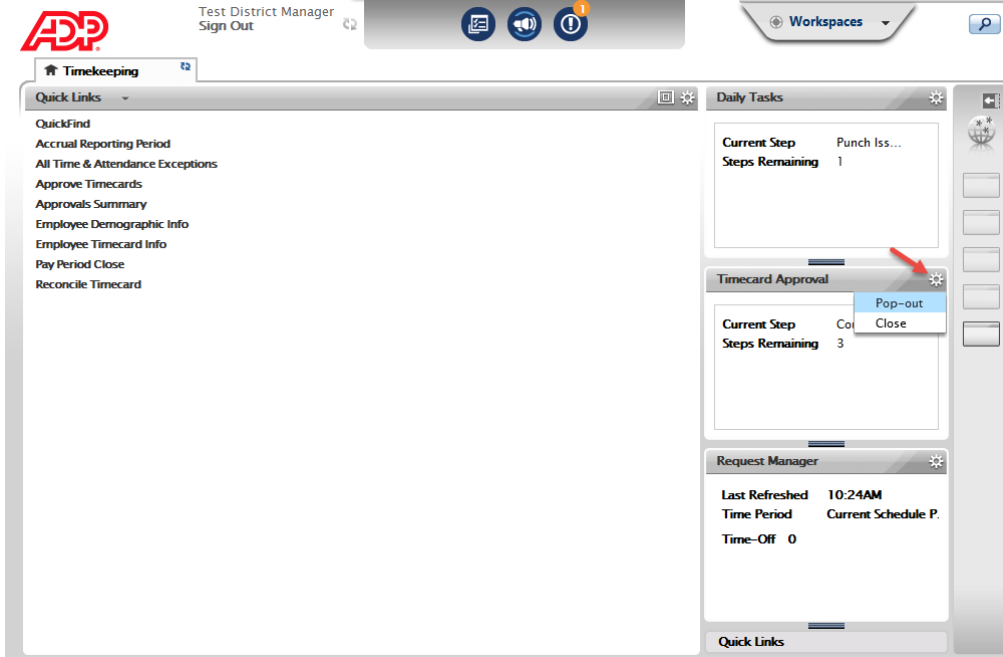 ADP
Test District Manager
Sign Out
1
Workspaces
Timekeeping
Quick Links
QuickFind
Accrual Reporting Period
All Time & Attendance Exceptions
Approve Timecards
Approvals Summary
Employee Demographic Info
Employee Timecard Info
Pay Period Close
Reconcile Timecard
Daily Tasks
Current Step Punch Iss...
Steps Remaining 1
Timecard Approval
Pop-out
Close
Current Step
Steps Remaining 3
Request Manager
Last Refreshed 10:24AM
Time Period Current Schedule P.
Time-Off 0
Quick Links